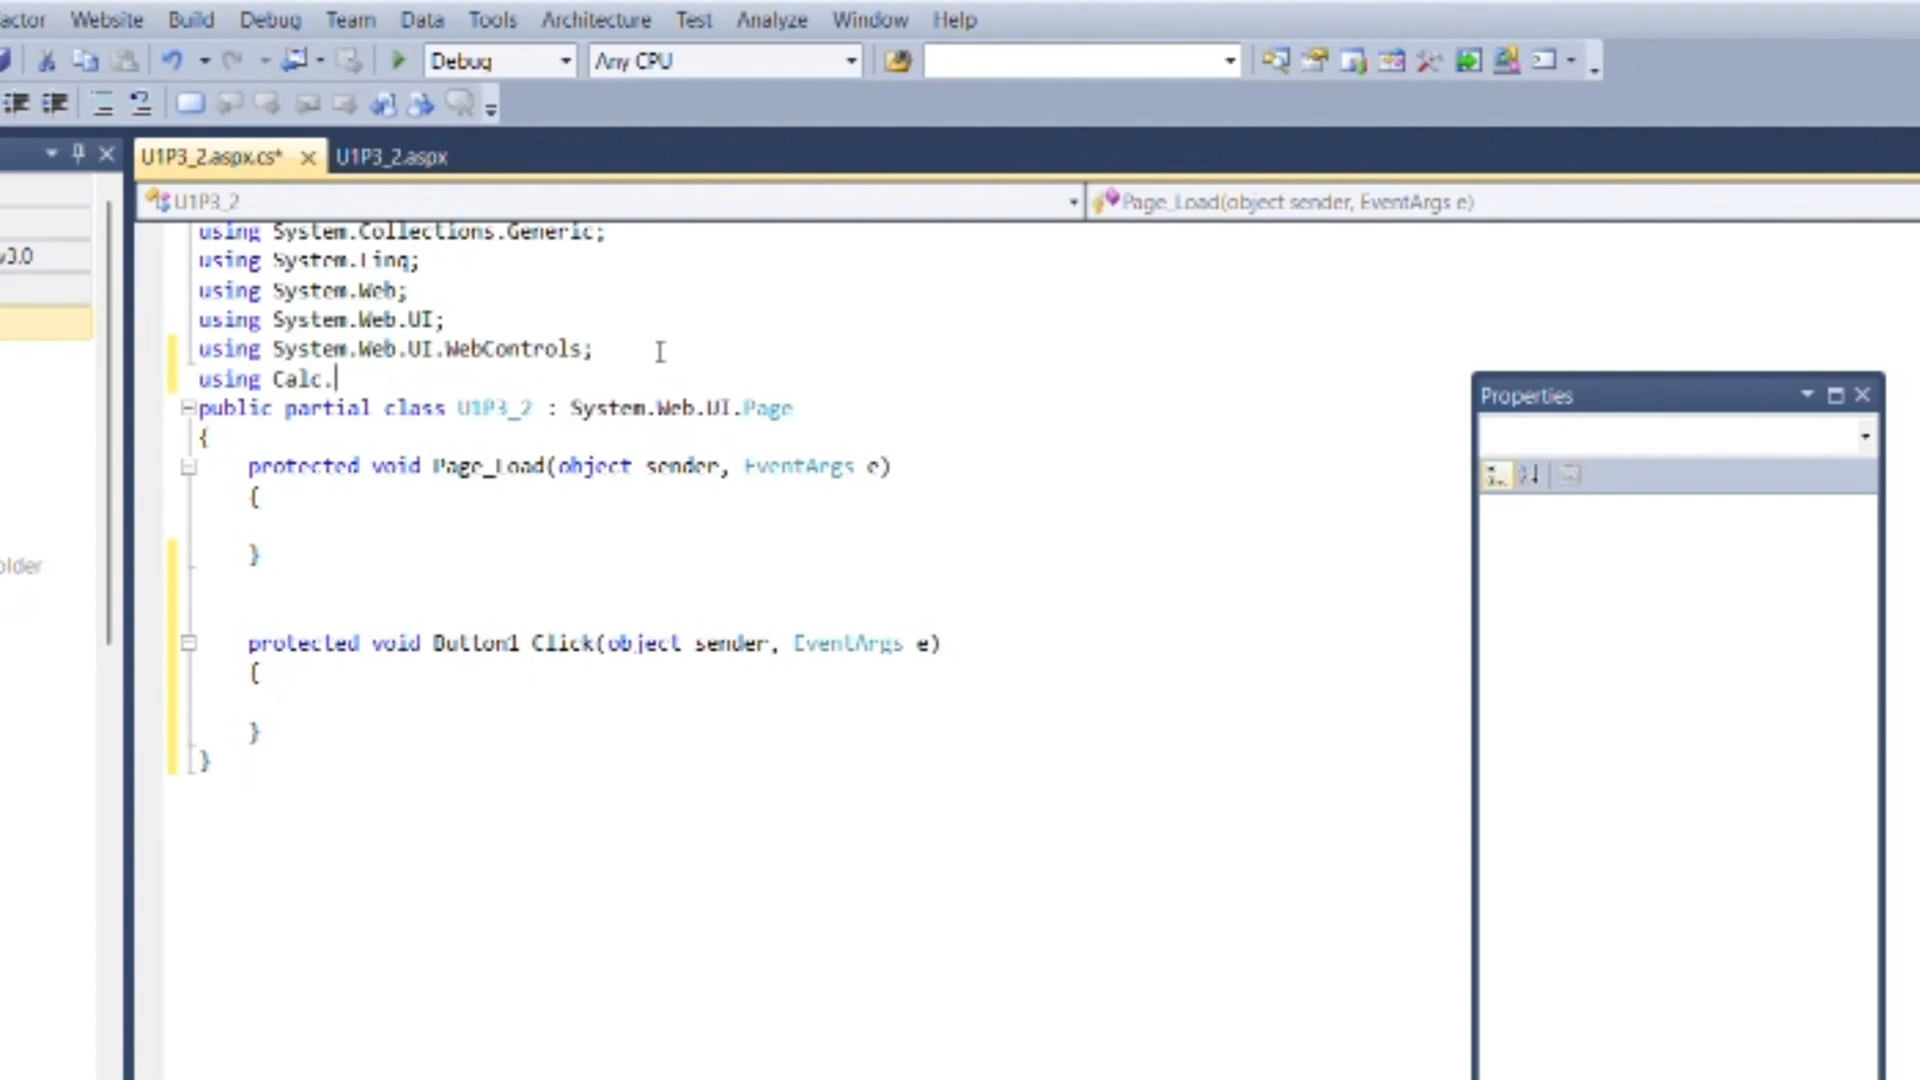 actor Website Build Debug Team Data Tools Architecture Test Analyze Window Help
Debug Any CPU
U1P3_2.aspx.cs* U1P3_2.aspx
U1P3_2 Page_Load(object sender, EventArgs e)
using System.Collections.Generic;
using System.Linq;
v3.0
using System.Web;
using System.Web.UI;
using System.Web.UI.WebControls;
using Calc.
public partial class U1P3_2 : System.Web.UI.Page
{
protected void Page_Load(object sender, EventArgs e)
{
}
older
protected void Button1_Click(object sender, EventArgs e)
{
}
}
Properties